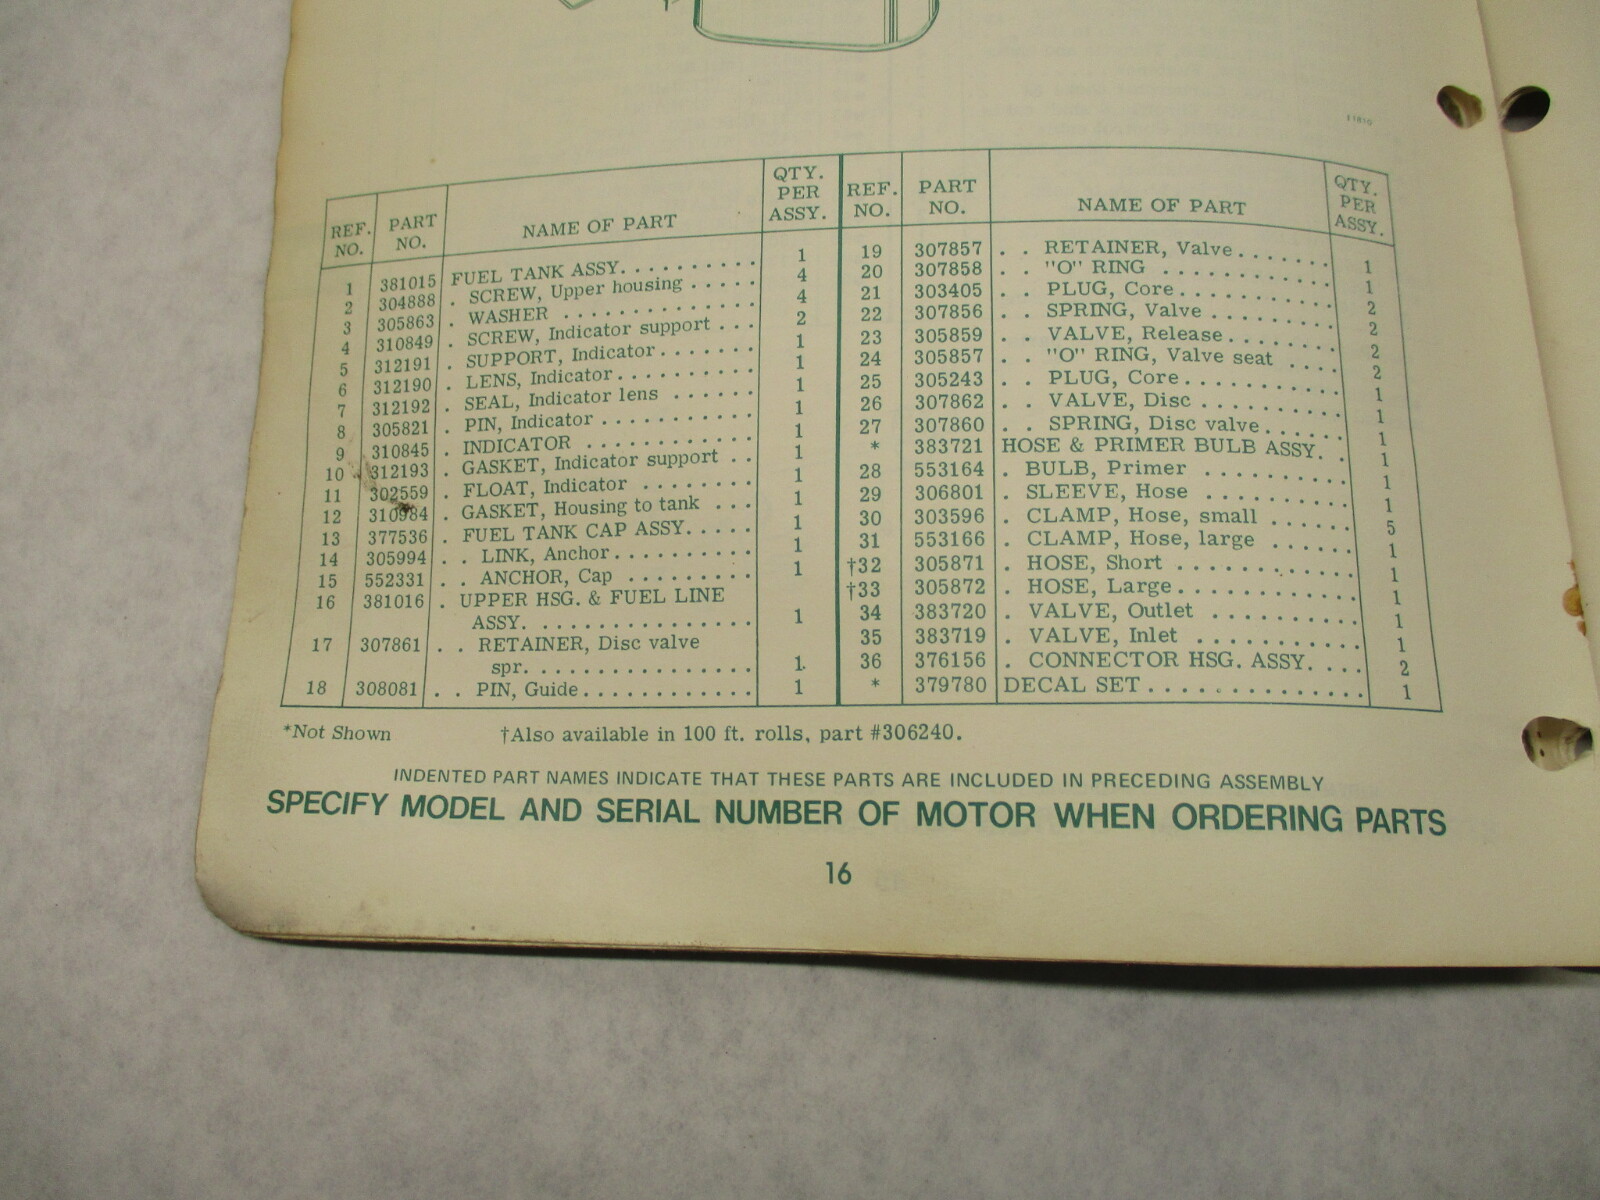 11810
REF. NO. PART NO. NAME OF PART QTY. PER ASSY.
1 381015 FUEL TANK ASSY. . . . . . . . . . 1
2 304888 . SCREW, Upper housing . . . . . 4
3 305863 . WASHER . . . . . . . . . . . . . 4
4 310849 . SCREW, Indicator support . . . 2
5 312191 . SUPPORT, Indicator . . . . . . . 1
6 312190 . LENS, Indicator . . . . . . . . . . 1
7 312192 . SEAL, Indicator lens . . . . . . 1
8 305821 . PIN, Indicator . . . . . . . . . . . 1
9 310845 . INDICATOR . . . . . . . . . . . 1
10 312193 . GASKET, Indicator support . . 1
11 302559 . FLOAT, Indicator . . . . . . . . 1
12 310984 . GASKET, Housing to tank . . . 1
13 377536 . FUEL TANK CAP ASSY. . . . . 1
14 305994 . . LINK, Anchor . . . . . . . . . . 1
15 552331 . . ANCHOR, Cap . . . . . . . . . 1
16 381016 . UPPER HSG. & FUEL LINE
ASSY. . . . . . . . . . . . . . . . 1
17 307861 . . RETAINER, Disc valve
spr. . . . . . . . . . . . . . . . 1
18 308081 . . PIN, Guide . . . . . . . . . . . . 1
REF. NO. PART NO. NAME OF PART QTY. PER ASSY.
19 307857 . . RETAINER, Valve . . . . . . . 1
20 307858 . . "O" RING . . . . . . . . . . . . 1
21 303405 . . PLUG, Core . . . . . . . . . . . 2
22 307856 . . SPRING, Valve . . . . . . . . . 2
23 305859 . . VALVE, Release . . . . . . . . 2
24 305857 . . "O" RING, Valve seat . . . . 2
25 305243 . . PLUG, Core . . . . . . . . . . . 1
26 307862 . . VALVE, Disc . . . . . . . . . . 1
27 307860 . . SPRING, Disc valve . . . . . . 1
* 383721 HOSE & PRIMER BULB ASSY. . . 1
28 553164 . BULB, Primer . . . . . . . . . . 1
29 306801 . SLEEVE, Hose . . . . . . . . . . 1
30 303596 . CLAMP, Hose, small . . . . . . 5
31 553166 . CLAMP, Hose, large . . . . . . 1
†32 305871 . HOSE, Short . . . . . . . . . . . . 1
†33 305872 . HOSE, Large . . . . . . . . . . . . 1
34 383720 . VALVE, Outlet . . . . . . . . . . 1
35 383719 . VALVE, Inlet . . . . . . . . . . . 1
36 376156 . CONNECTOR HSG. ASSY. . . . 2
* 379780 DECAL SET . . . . . . . . . . . . . . 1
*Not Shown †Also available in 100 ft. rolls, part #306240.
INDENTED PART NAMES INDICATE THAT THESE PARTS ARE INCLUDED IN PRECEDING ASSEMBLY
SPECIFY MODEL AND SERIAL NUMBER OF MOTOR WHEN ORDERING PARTS
16